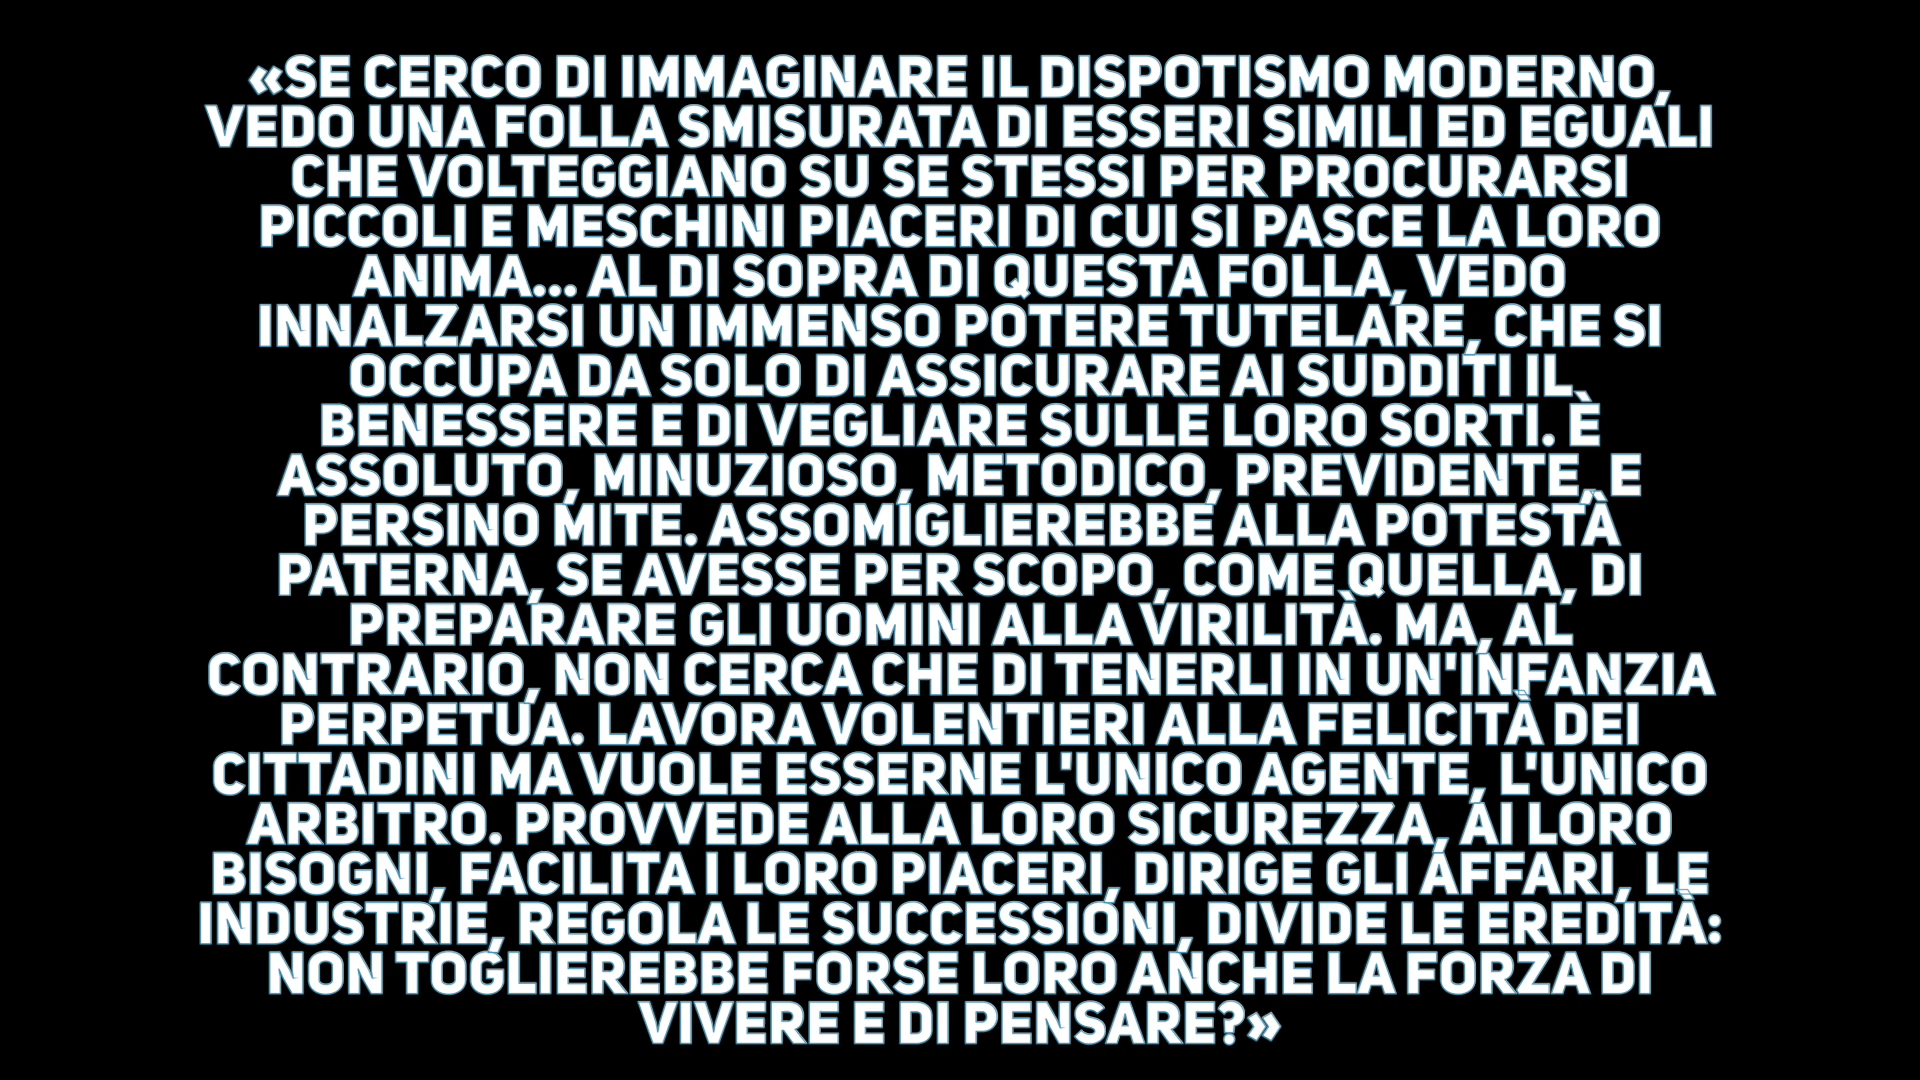 «SE CERCO DI IMMAGINARE IL DISPOTISMO MODERNO,
VEDO UNA FOLLA SMISURATA DI ESSERI SIMILI ED EGUALI
CHE VOLTEGGIANO SU SE STESSI PER PROCURARSI
PICCOLI E MESCHINI PIACERI DI CUI SI PASCE LA LORO
ANIMA... AL DI SOPRA DI QUESTA FOLLA, VEDO
INNALZARSI UN IMMENSO POTERE TUTELARE, CHE SI
OCCUPA DA SOLO DI ASSICURARE AI SUDDITI IL
BENESSERE E DI VEGLIARE SULLE LORO SORTI. È
ASSOLUTO, MINUZIOSO, METODICO, PREVIDENTE, E
PERSINO MITE. ASSOMIGLIEREBBE ALLA POTESTÀ
PATERNA, SE AVESSE PER SCOPO, COME QUELLA, DI
PREPARARE GLI UOMINI ALLA VIRILITÀ. MA, AL
CONTRARIO, NON CERCA CHE DI TENERLI IN UN'INFANZIA
PERPETUA. LAVORA VOLENTIERI ALLA FELICITÀ DEI
CITTADINI MA VUOLE ESSERNE L'UNICO AGENTE, L'UNICO
ARBITRO. PROVVEDE ALLA LORO SICUREZZA, AI LORO
BISOGNI, FACILITA I LORO PIACERI, DIRIGE GLI AFFARI, LE
INDUSTRIE, REGOLA LE SUCCESSIONI, DIVIDE LE EREDITÀ:
NON TOGLIEREBBE FORSE LORO ANCHE LA FORZA DI
VIVERE E DI PENSARE?»